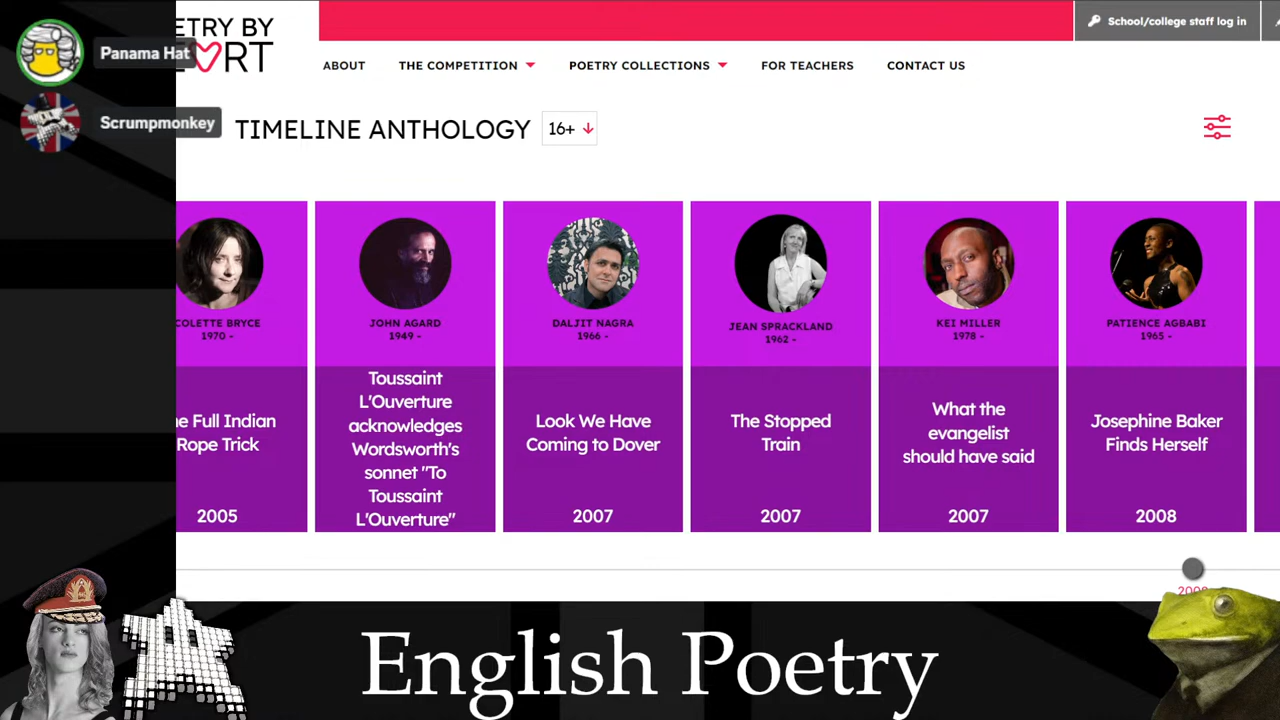 ETRY BY
School/college staff log in
Panama Hat
RT
ABOUT
THE COMPETITION
POETRY COLLECTIONS
FOR TEACHERS
CONTACT US
Scrumpmonkey
TIMELINE ANTHOLOGY
16+
COLETTE BRYCE
1970 -
JOHN AGARD
1949 -
DALJIT NAGRA
1966 -
JEAN SPRACKLAND
1962 -
KEI MILLER
1978 -
PATIENCE AGBABI
1965 -
he Full Indian
Rope Trick
2005
Toussaint
L'Ouverture
acknowledges
Wordsworth's
sonnet "To
Toussaint
L'Ouverture"
Look We Have
Coming to Dover
2007
The Stopped
Train
2007
What the
evangelist
should have said
2007
Josephine Baker
Finds Herself
2008
English Poetry